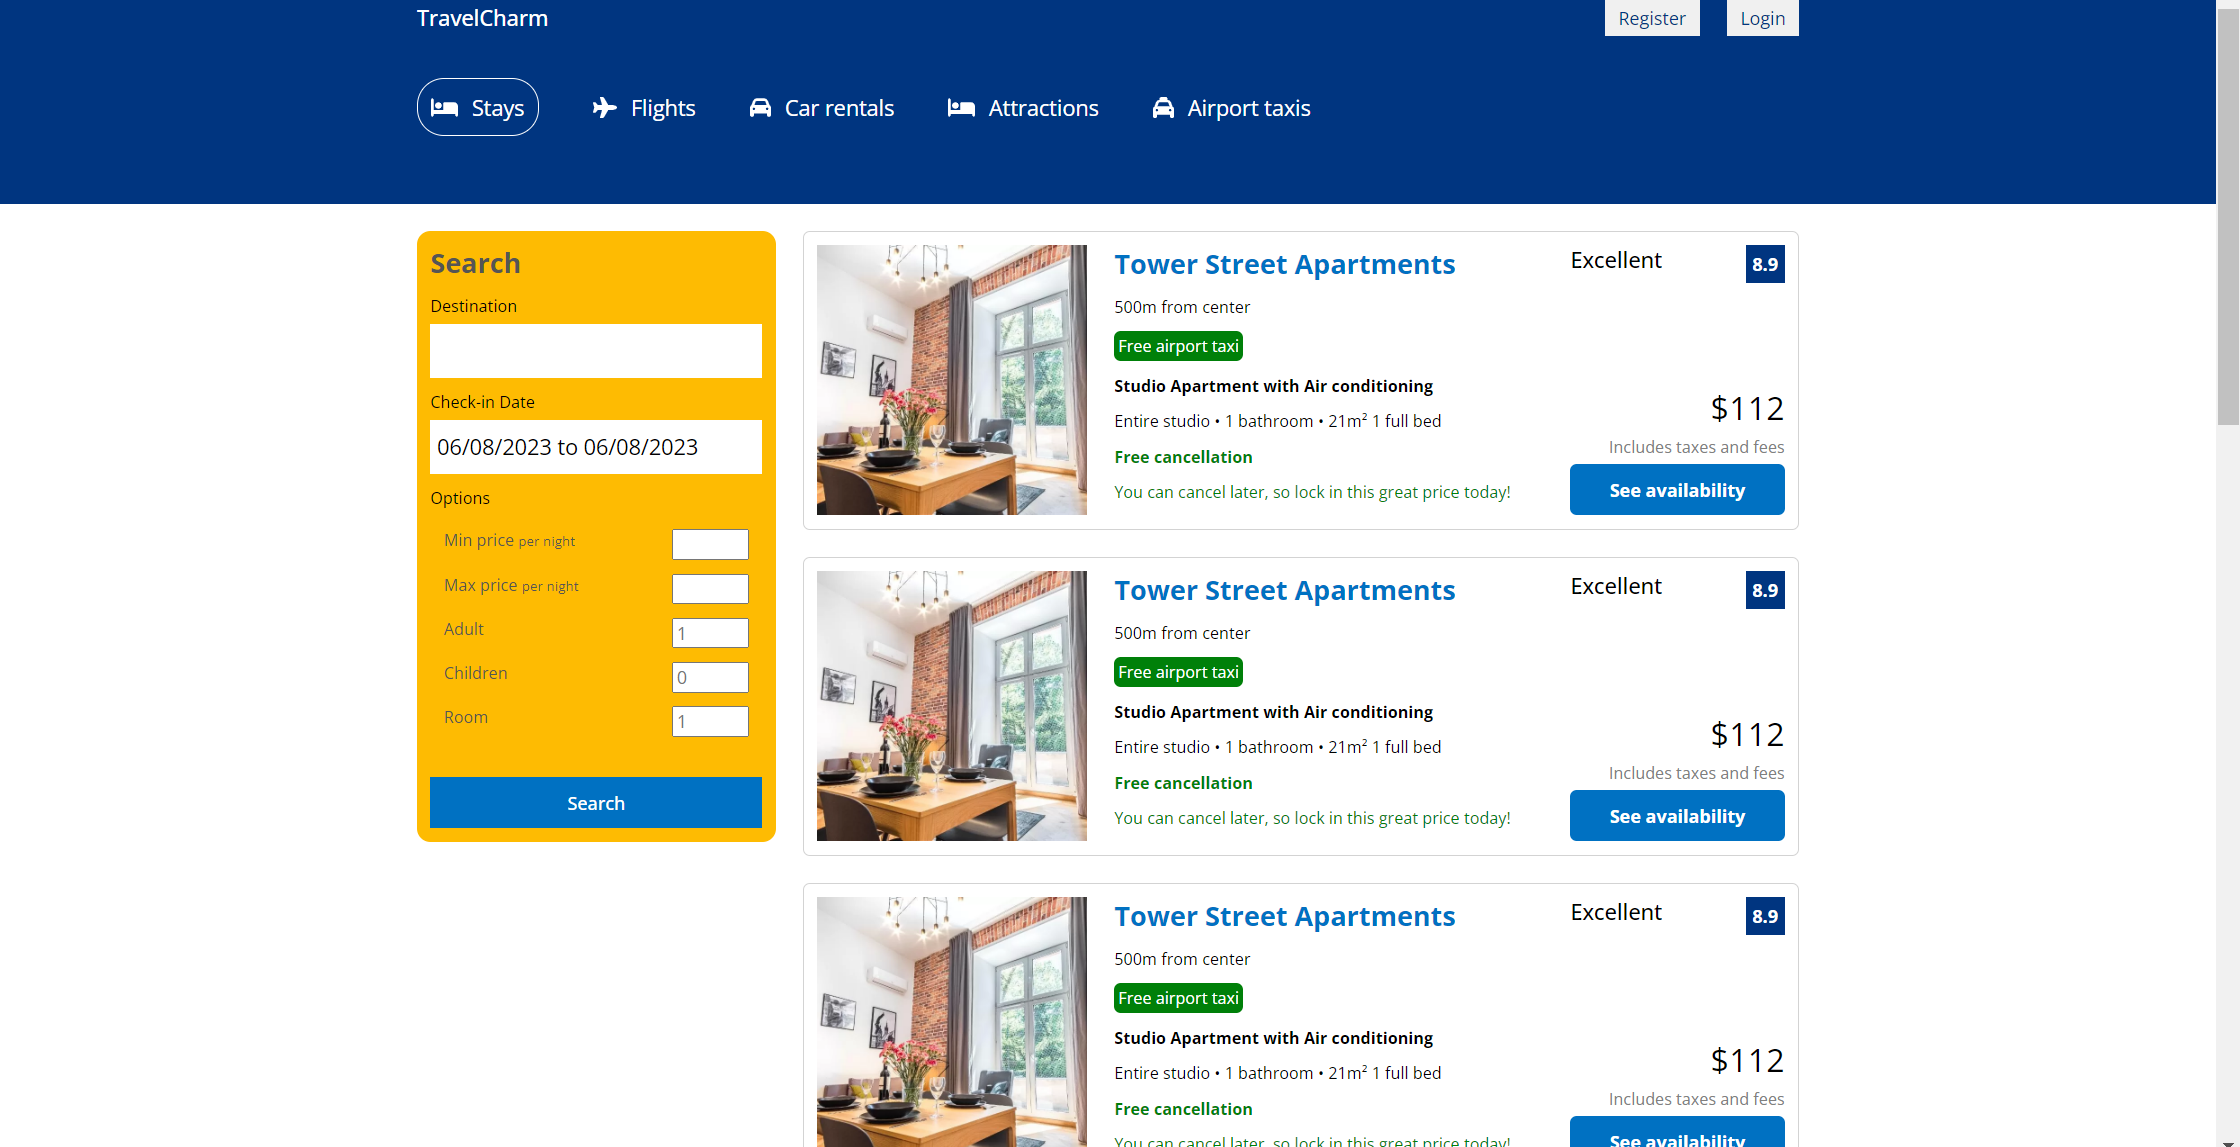 TravelCharm
Register
Login
Stays
Flights
Car rentals
Attractions
Airport taxis
Search
Destination
Check-in Date
06/08/2023 to 06/08/2023
Options
Min price per night
Max price per night
Adult
1
Children
0
Room
1
Search
Tower Street Apartments
Excellent
8.9
500m from center
Free airport taxi
Studio Apartment with Air conditioning
$112
Entire studio • 1 bathroom • 21m² 1 full bed
Includes taxes and fees
Free cancellation
You can cancel later, so lock in this great price today!
See availability
Tower Street Apartments
Excellent
8.9
500m from center
Free airport taxi
Studio Apartment with Air conditioning
$112
Entire studio • 1 bathroom • 21m² 1 full bed
Includes taxes and fees
Free cancellation
You can cancel later, so lock in this great price today!
See availability
Tower Street Apartments
Excellent
8.9
500m from center
Free airport taxi
Studio Apartment with Air conditioning
$112
Entire studio • 1 bathroom • 21m² 1 full bed
Includes taxes and fees
Free cancellation
You can cancel later, so lock in this great price today!
See availability